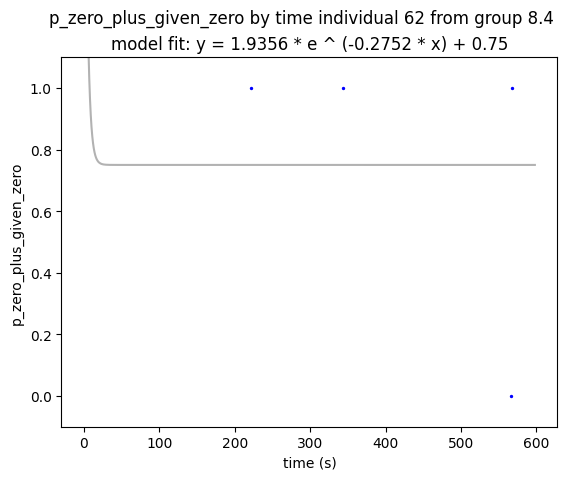 p_zero_plus_given_zero by time individual 62 from group 8.4
model fit: y = 1.9356 * e ^ (-0.2752 * x) + 0.75
1.0
0.8
0.6
0.4
0.2
0.0
p_zero_plus_given_zero
0 100 200 300 400 500 600
time (s)